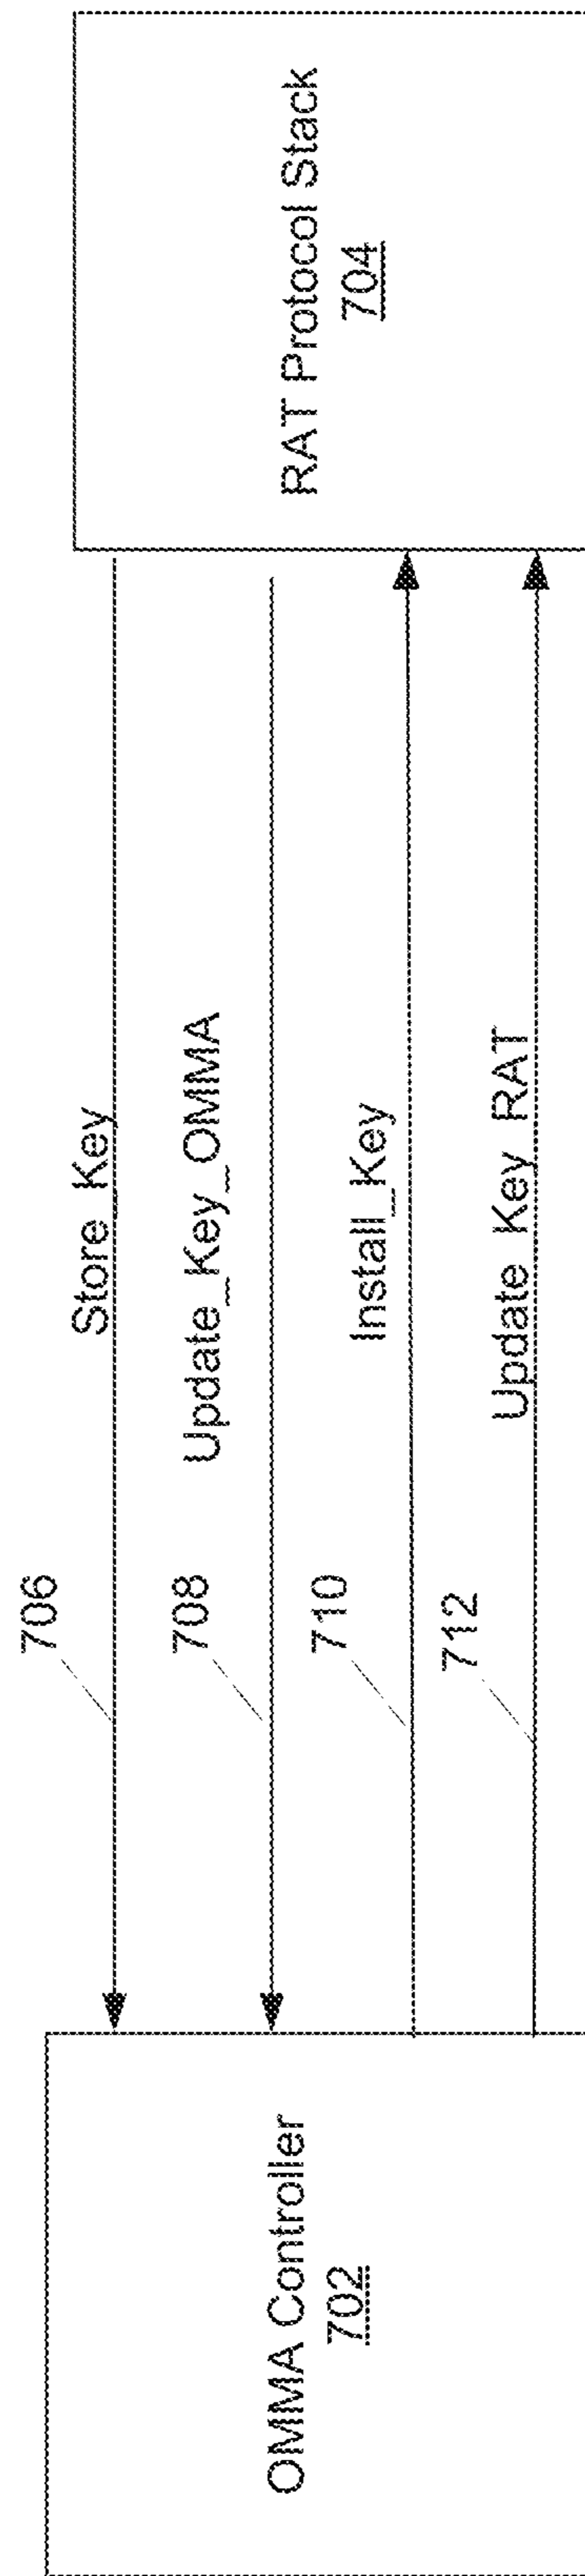 OMMA Controller
702
706
Store_Key
708
Update_Key_OMMA
710
Install_Key
712
Update_Key_RAT
RAT Protocol Stack
704